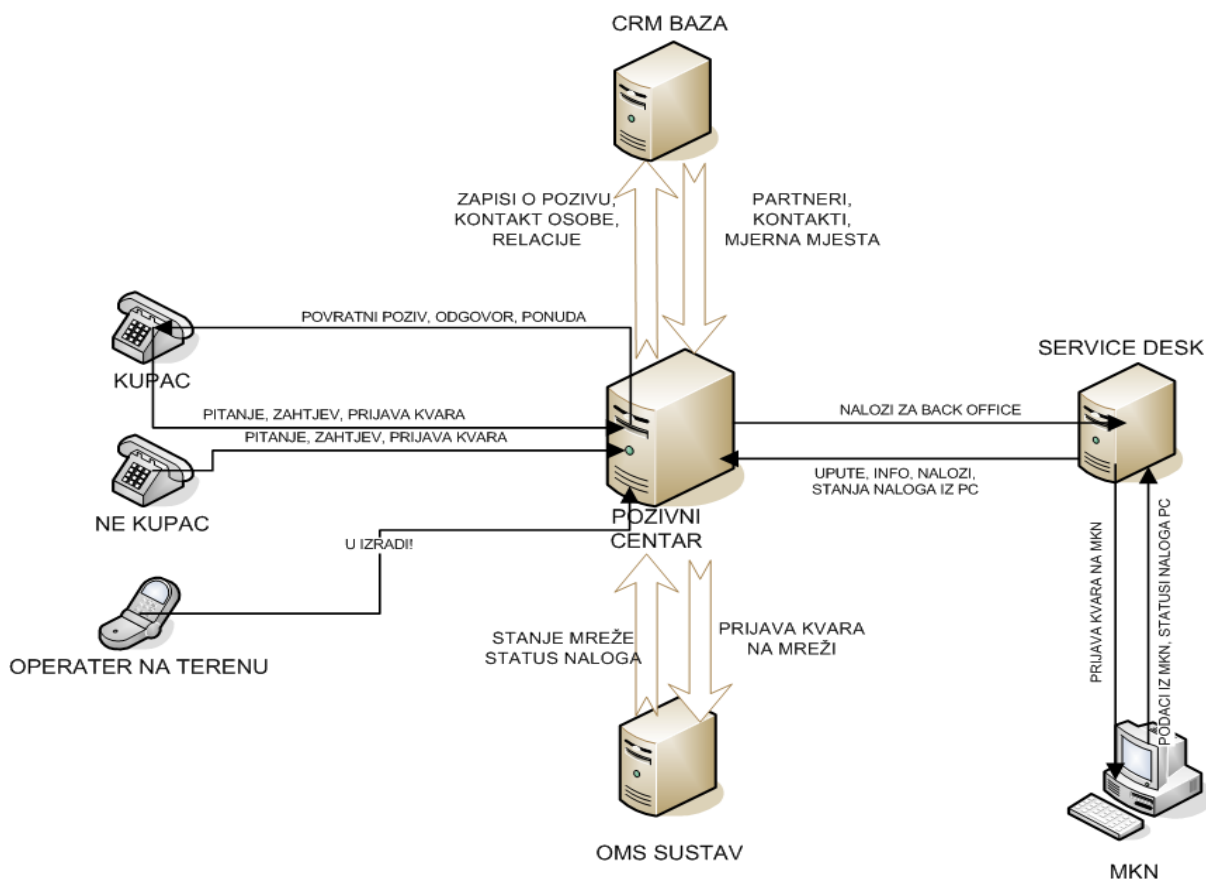 CRM BAZA
ZAPISI O POZIVU,
KONTAKT OSOBE,
RELACIJE
PARTNERI,
KONTAKTI,
MJERNA MJESTA
POVRATNI POZIV, ODGOVOR, PONUDA
KUPAC
SERVICE DESK
PITANJE, ZAHTJEV, PRIJAVA KVARA
NALOZI ZA BACK OFFICE
PITANJE, ZAHTJEV, PRIJAVA KVARA
UPUTE, INFO, NALOZI,
STANJA NALOGA IZ PC
NE KUPAC
POZIVNI
CENTAR
U IZRADI!
OPERATER NA TERENU
STANJE MREŽE
STATUS NALOGA
PRIJAVA KVARA
NA MREŽI
PRIJAVA KVARA NA MKN
PODACI IZ MKN, STATUSI NALOGA PC
OMS SUSTAV
MKN